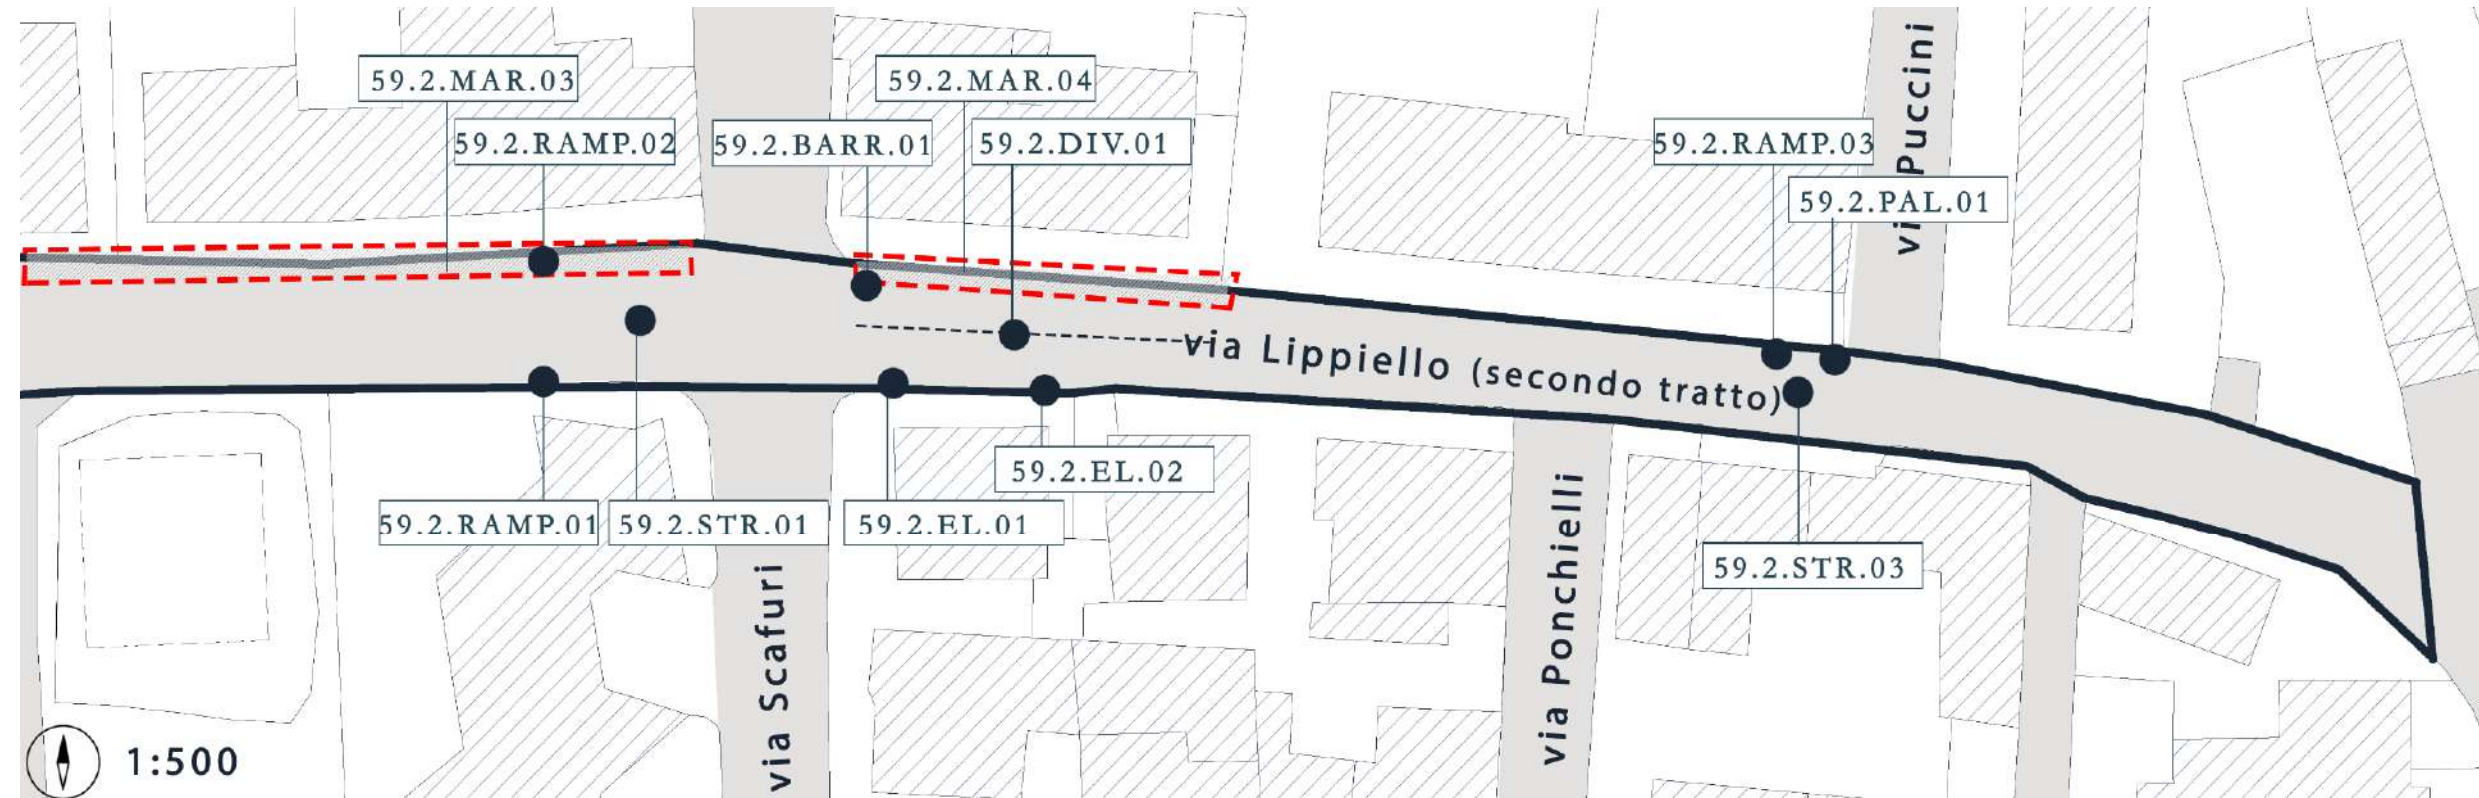 59.2.MAR.03
59.2.MAR.04
59.2.RAMP.02
59.2.BARR.01
59.2.DIV.01
59.2.RAMP.03
via Puccini
59.2.PAL.01
via Lippiello (secondo tratto)
59.2.EL.02
59.2.RAMP.01
59.2.STR.01
59.2.EL.01
59.2.STR.03
via Scafuri
via Ponchielli
1:500